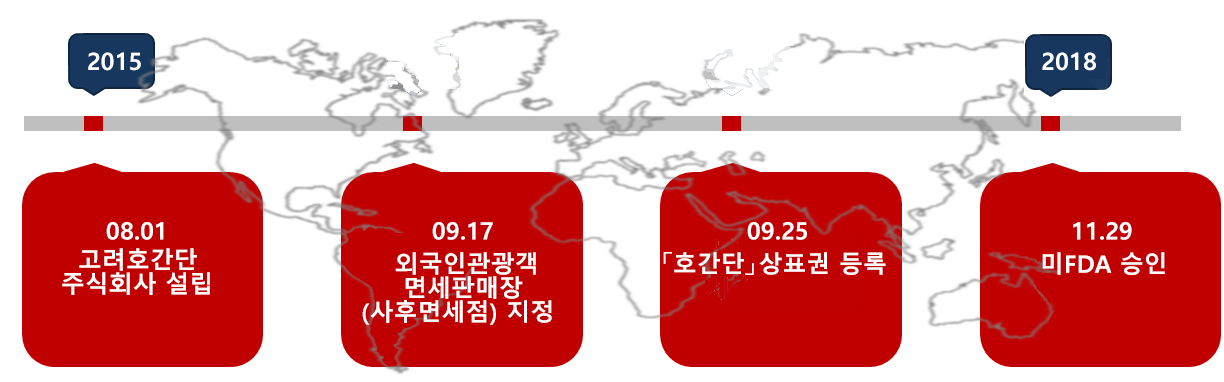 2015
2018
08.01
고려호간단
주식회사 설립
09.17
외국인관광객
면세판매장
(사후면세점) 지정
09.25
「호간단」상표권 등록
11.29
미FDA 승인